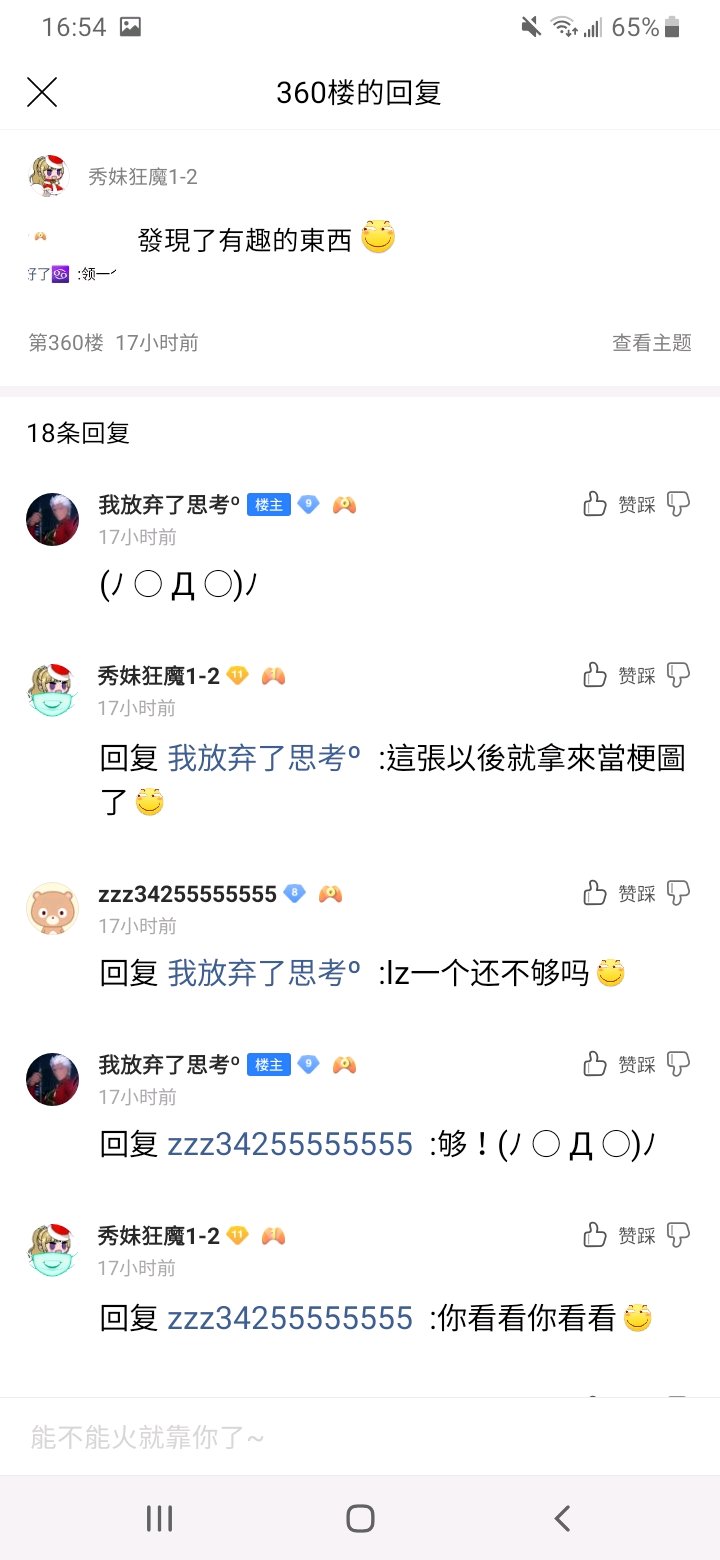 16:54
65%
360楼的回复
秀妹狂魔1-2
發現了有趣的東西
好了 :领一个
第360楼 17小时前
查看主题
18条回复
我放弃了思考º 楼主 9
赞踩
17小时前
(ﾉ ○ Д ○)ﾉ
秀妹狂魔1-2 11
赞踩
17小时前
回复 我放弃了思考º :這張以後就拿來當梗圖
了
zzz34255555555 8
赞踩
17小时前
回复 我放弃了思考º :lz一个还不够吗
我放弃了思考º 楼主 9
赞踩
17小时前
回复 zzz34255555555 :够！(ﾉ ○ Д ○)ﾉ
秀妹狂魔1-2 11
赞踩
17小时前
回复 zzz34255555555 :你看看你看看
能不能火就靠你了~